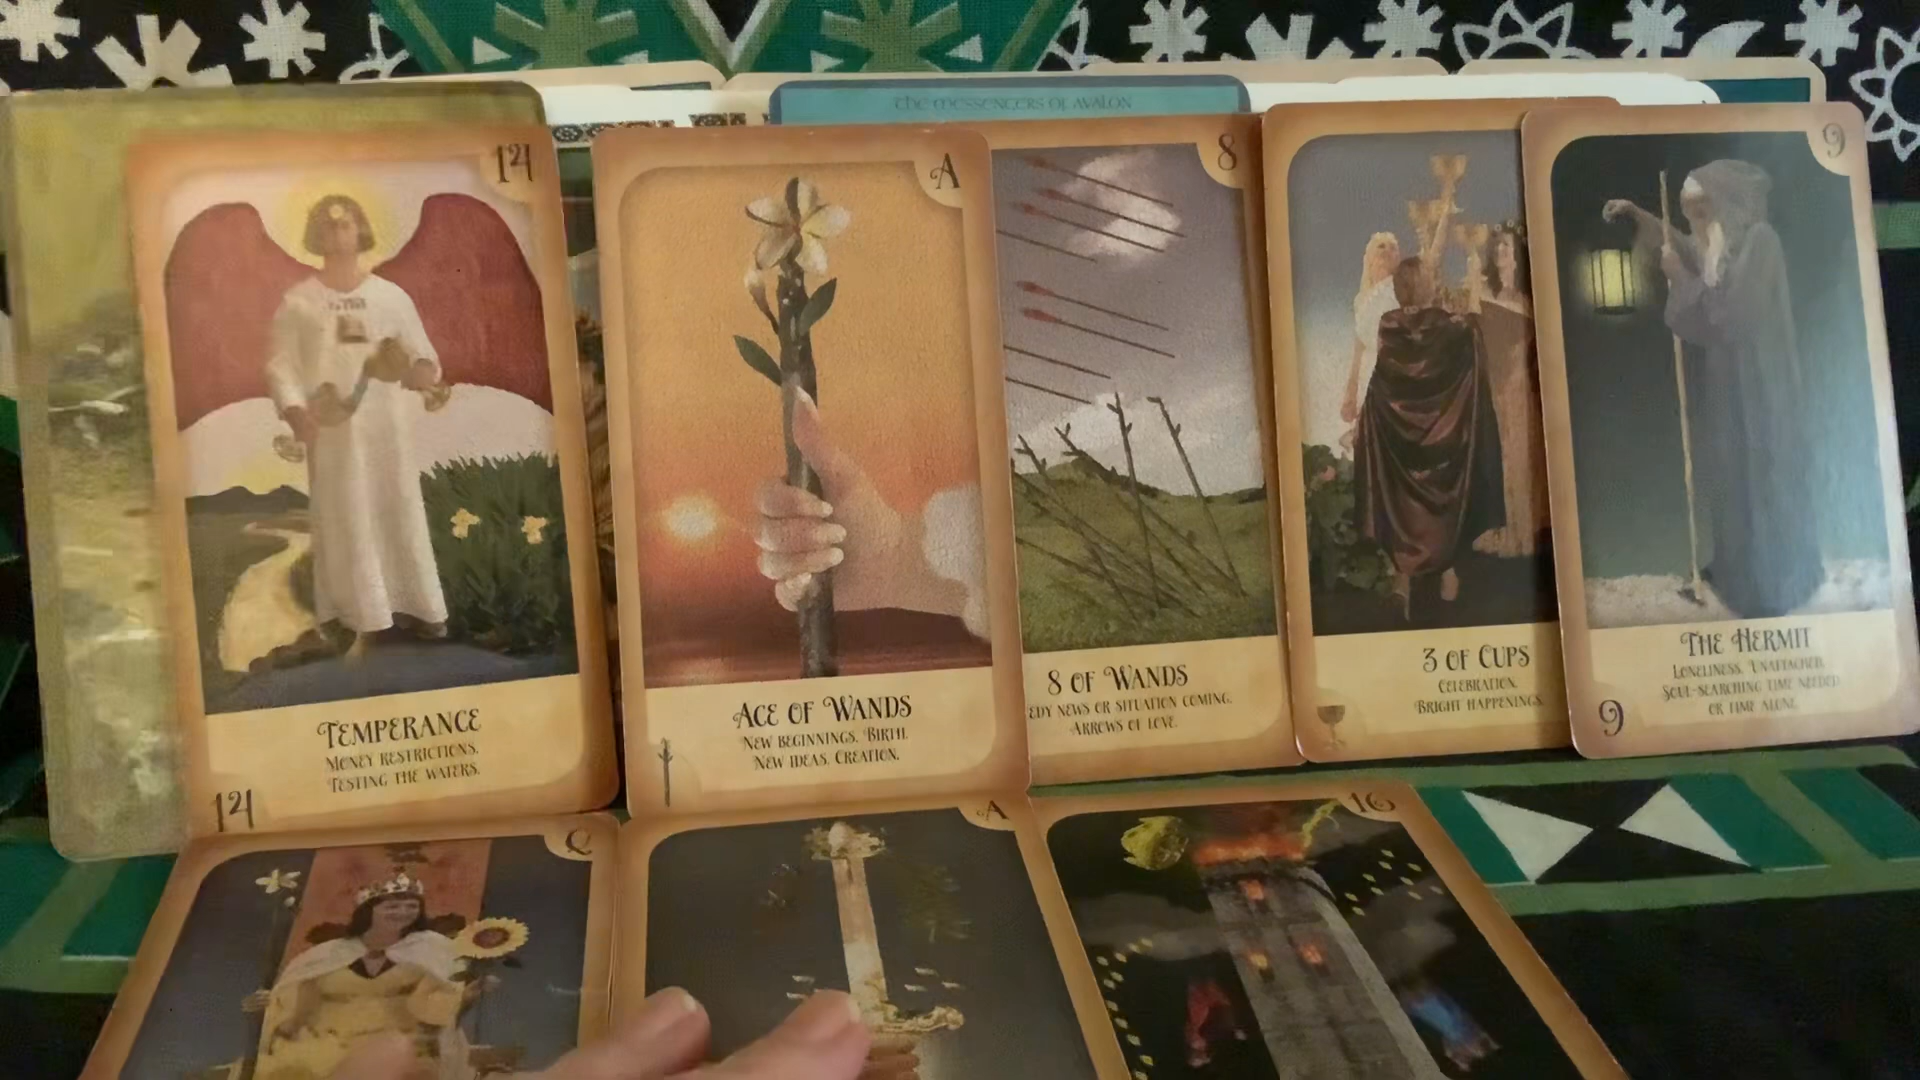 THE MESSENGERS OF AVALON
14
TEMPERANCE
MONEY RESTRICTIONS.
TESTING THE WATERS.
14
A
ACE OF WANDS
NEW BEGINNINGS. BIRTH.
NEW IDEAS. CREATION.
8
8 OF WANDS
EDY NEWS OR SITUATION COMING.
ARROWS OF LOVE.
3 OF CUPS
CELEBRATION.
BRIGHT HAPPENINGS.
9
THE HERMIT
LONELINESS. UNATTACHED.
SOUL-SEARCHING TIME NEEDED
OR TIME ALONE.
9
Q
A
16